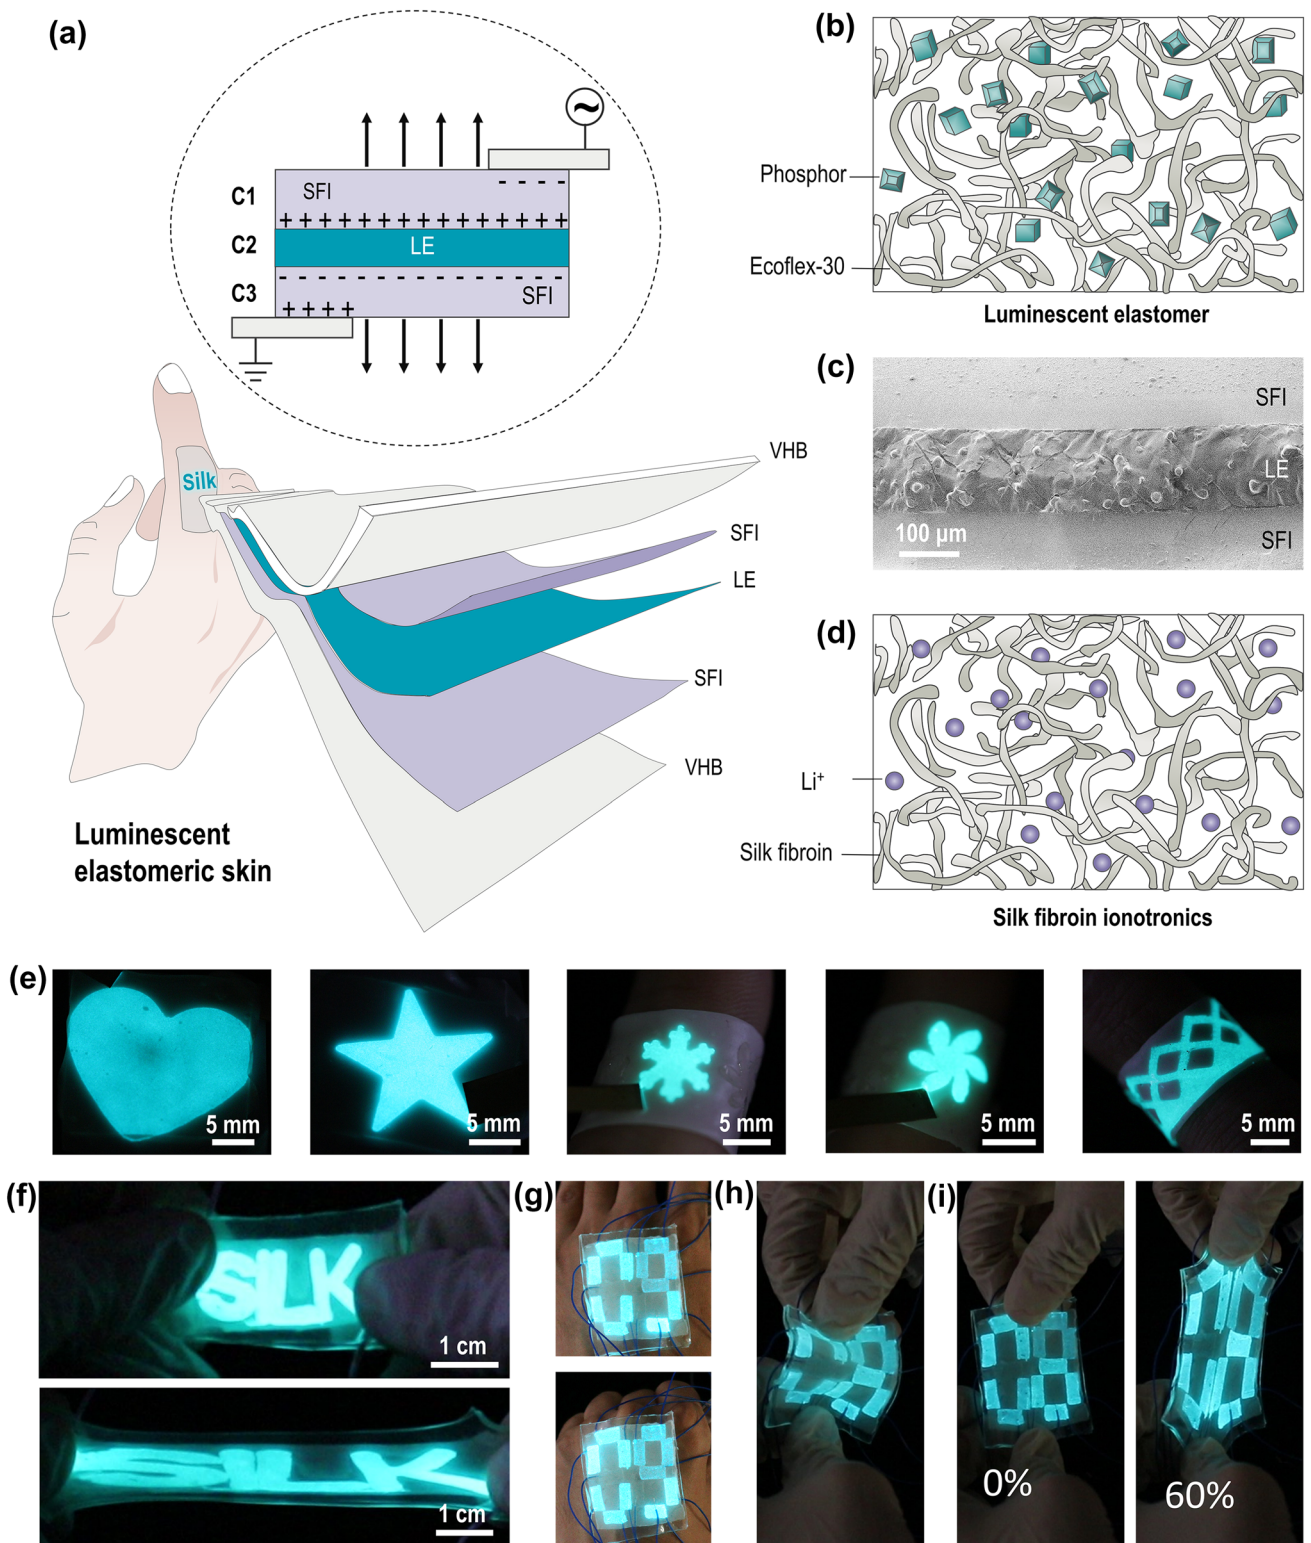 (a)
C1
SFI
- - - -
+ + + + + + + + + + + + + + +
C2
LE
- - - - - - - - - - - - -
C3
SFI
+ + + +
~
Silk
VHB
SFI
LE
SFI
VHB
Luminescent
elastomeric skin
(b)
Phosphor
Ecoflex-30
Luminescent elastomer
(c)
SFI
LE
100 μm
SFI
(d)
Li⁺
Silk fibroin
Silk fibroin ionotronics
(e)
5 mm
5 mm
5 mm
5 mm
5 mm
(f)
SILK
1 cm
SILK
1 cm
(g)
(h)
(i)
0%
60%